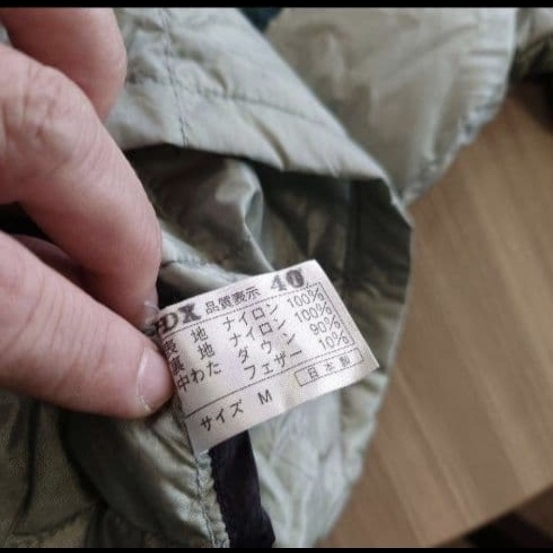 DX 品質表示 40
表 地 ナイロン 100%
裏 地 ナイロン 100%
中わた ダウン 90%
フェザー 10%
日本製
サイズ M